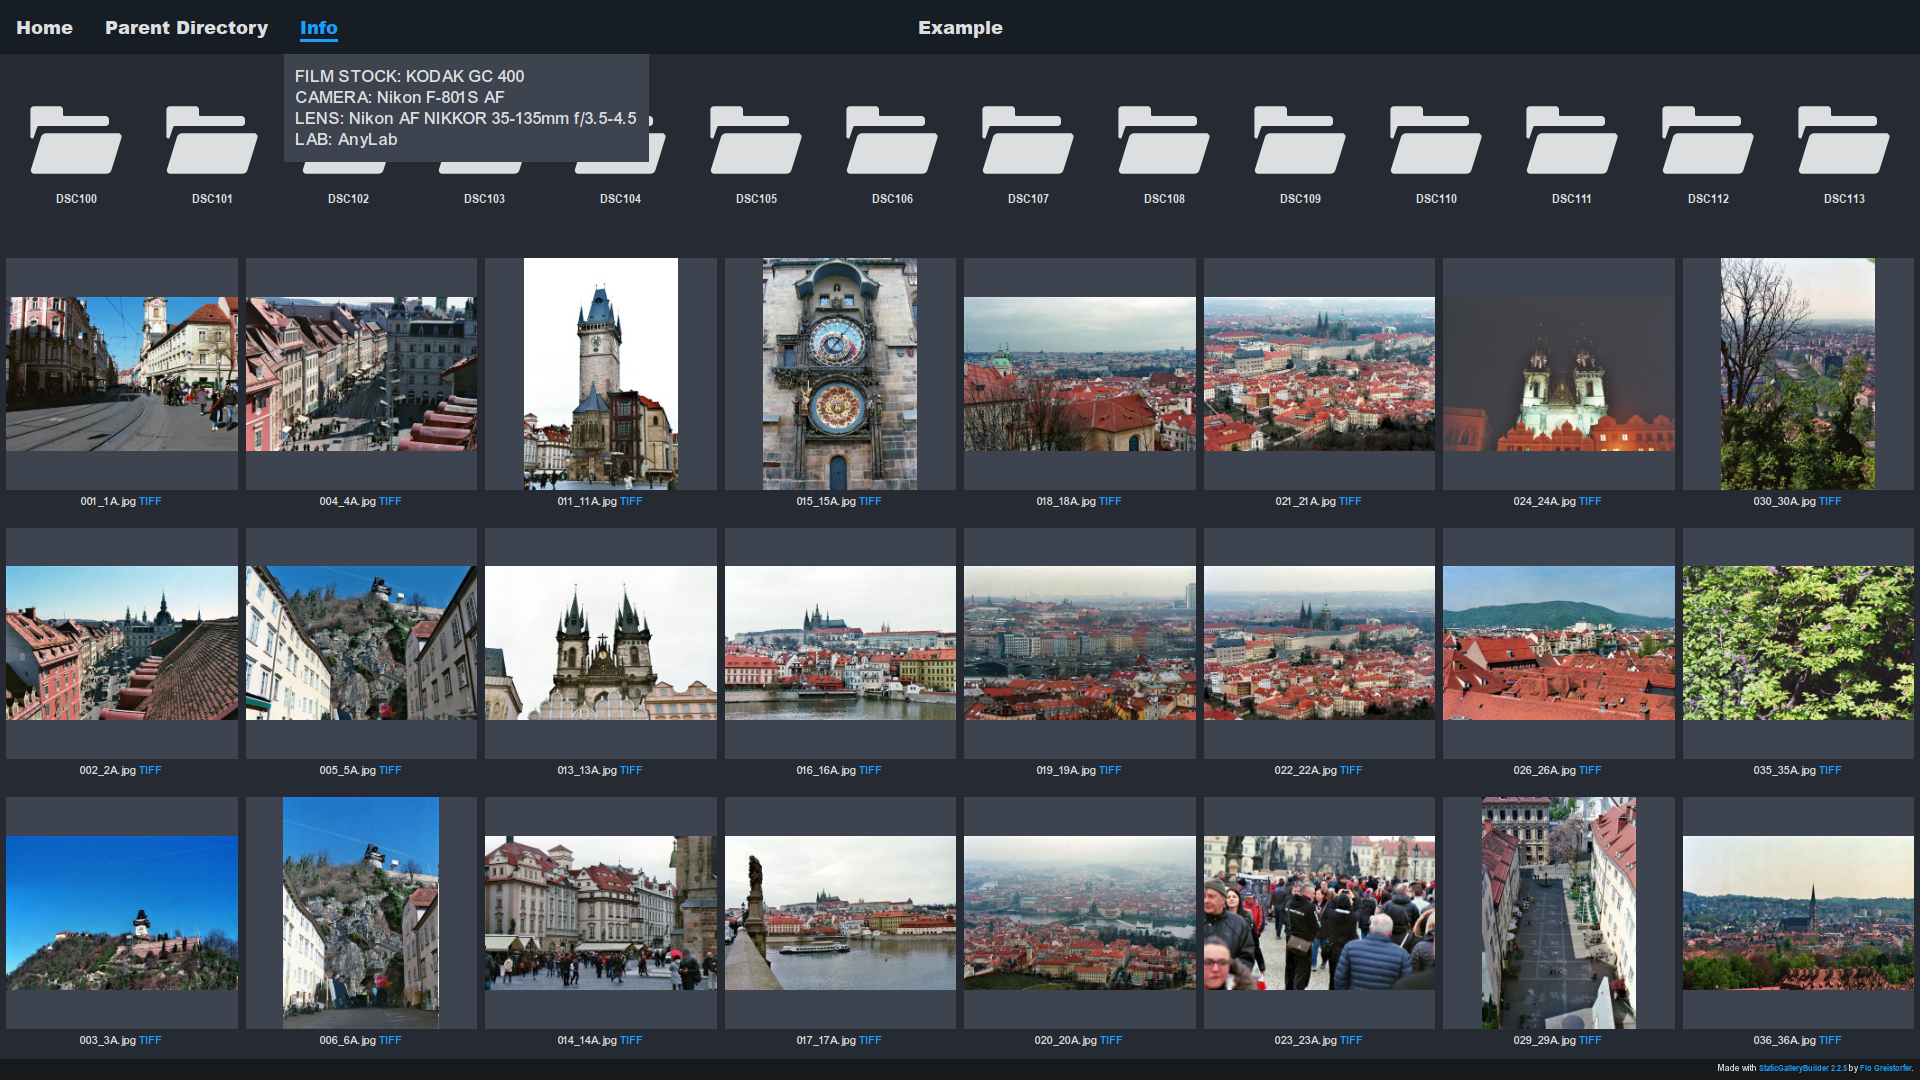 Home Parent Directory Info Example
FILM STOCK: KODAK GC 400
CAMERA: Nikon F-801S AF
LENS: Nikon AF NIKKOR 35-135mm f/3.5-4.5
LAB: AnyLab
DSC100 DSC101 DSC102 DSC103 DSC104 DSC105 DSC106 DSC107 DSC108 DSC109 DSC110 DSC111 DSC112 DSC113
001_1A.jpg TIFF 004_4A.jpg TIFF 011_11A.jpg TIFF 015_15A.jpg TIFF 018_18A.jpg TIFF 021_21A.jpg TIFF 024_24A.jpg TIFF 030_30A.jpg TIFF
002_2A.jpg TIFF 005_5A.jpg TIFF 013_13A.jpg TIFF 016_16A.jpg TIFF 019_19A.jpg TIFF 022_22A.jpg TIFF 026_26A.jpg TIFF 035_35A.jpg TIFF
003_3A.jpg TIFF 006_6A.jpg TIFF 014_14A.jpg TIFF 017_17A.jpg TIFF 020_20A.jpg TIFF 023_23A.jpg TIFF 029_29A.jpg TIFF 036_36A.jpg TIFF
Made with StaticGalleryBuilder 2.2.5 by Flo Greistorfer.